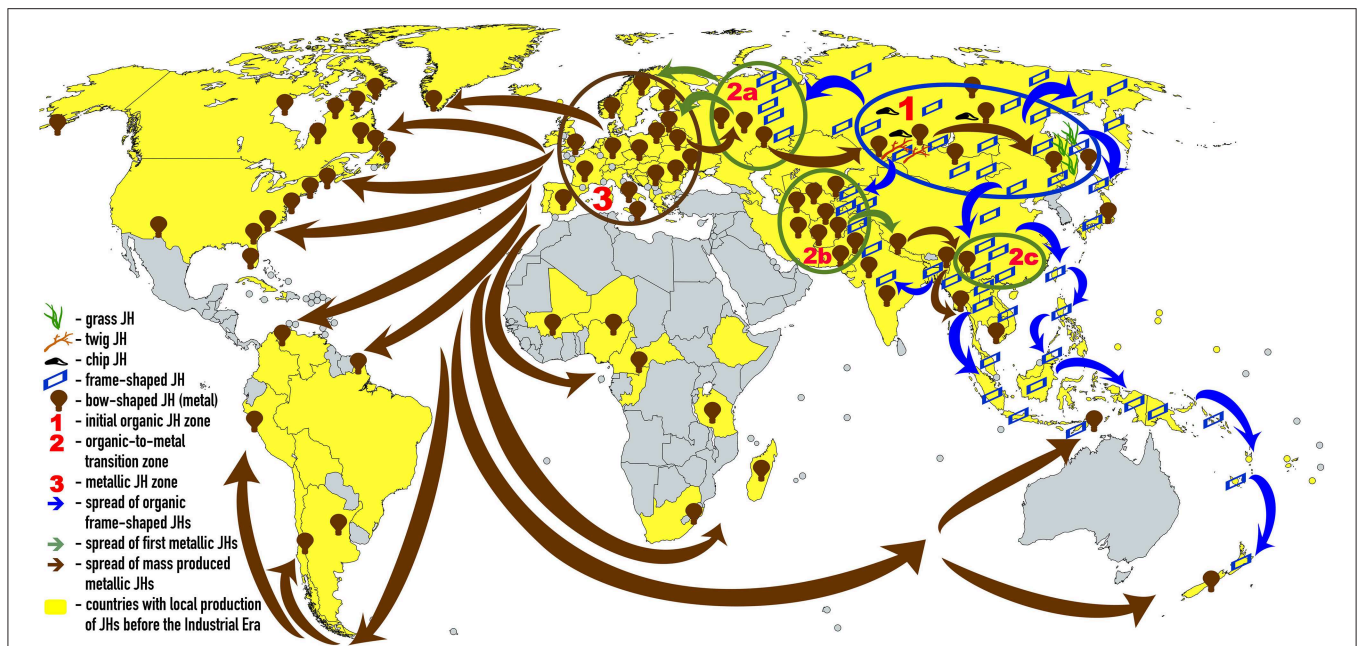 1
2a
2b
2c
3
- grass JH
- twig JH
- chip JH
- frame-shaped JH
- bow-shaped JH (metal)
1 - initial organic JH zone
2 - organic-to-metal
transition zone
3 - metallic JH zone
- spread of organic
frame-shaped JHs
- spread of first metallic JHs
- spread of mass produced
metallic JHs
- countries with local production
of JHs before the Industrial Era